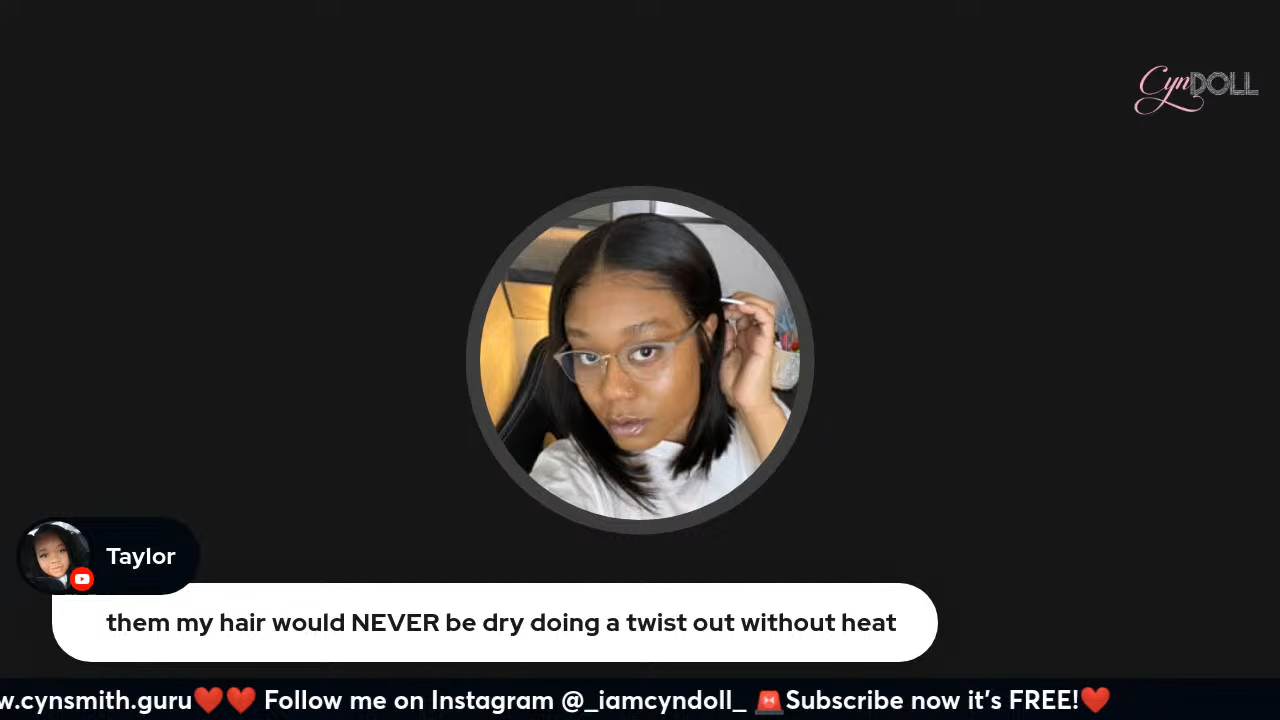 CynDOLL
Taylor
them my hair would NEVER be dry doing a twist out without heat
w.cynsmith.guru❤️❤️ Follow me on Instagram @_iamcyndoll_ 🚨Subscribe now it's FREE!❤️